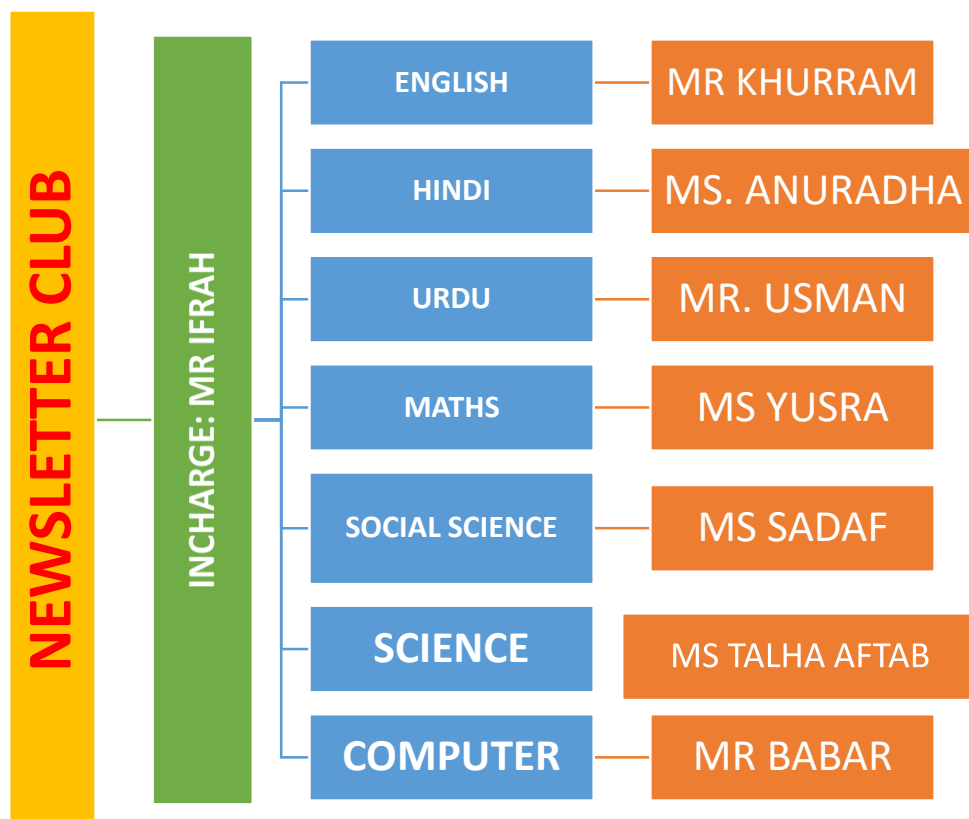 NEWSLETTER CLUB
INCHARGE: MR IFRAH
ENGLISH
MR KHURRAM
HINDI
MS. ANURADHA
URDU
MR. USMAN
MATHS
MS YUSRA
SOCIAL SCIENCE
MS SADAF
SCIENCE
MS TALHA AFTAB
COMPUTER
MR BABAR